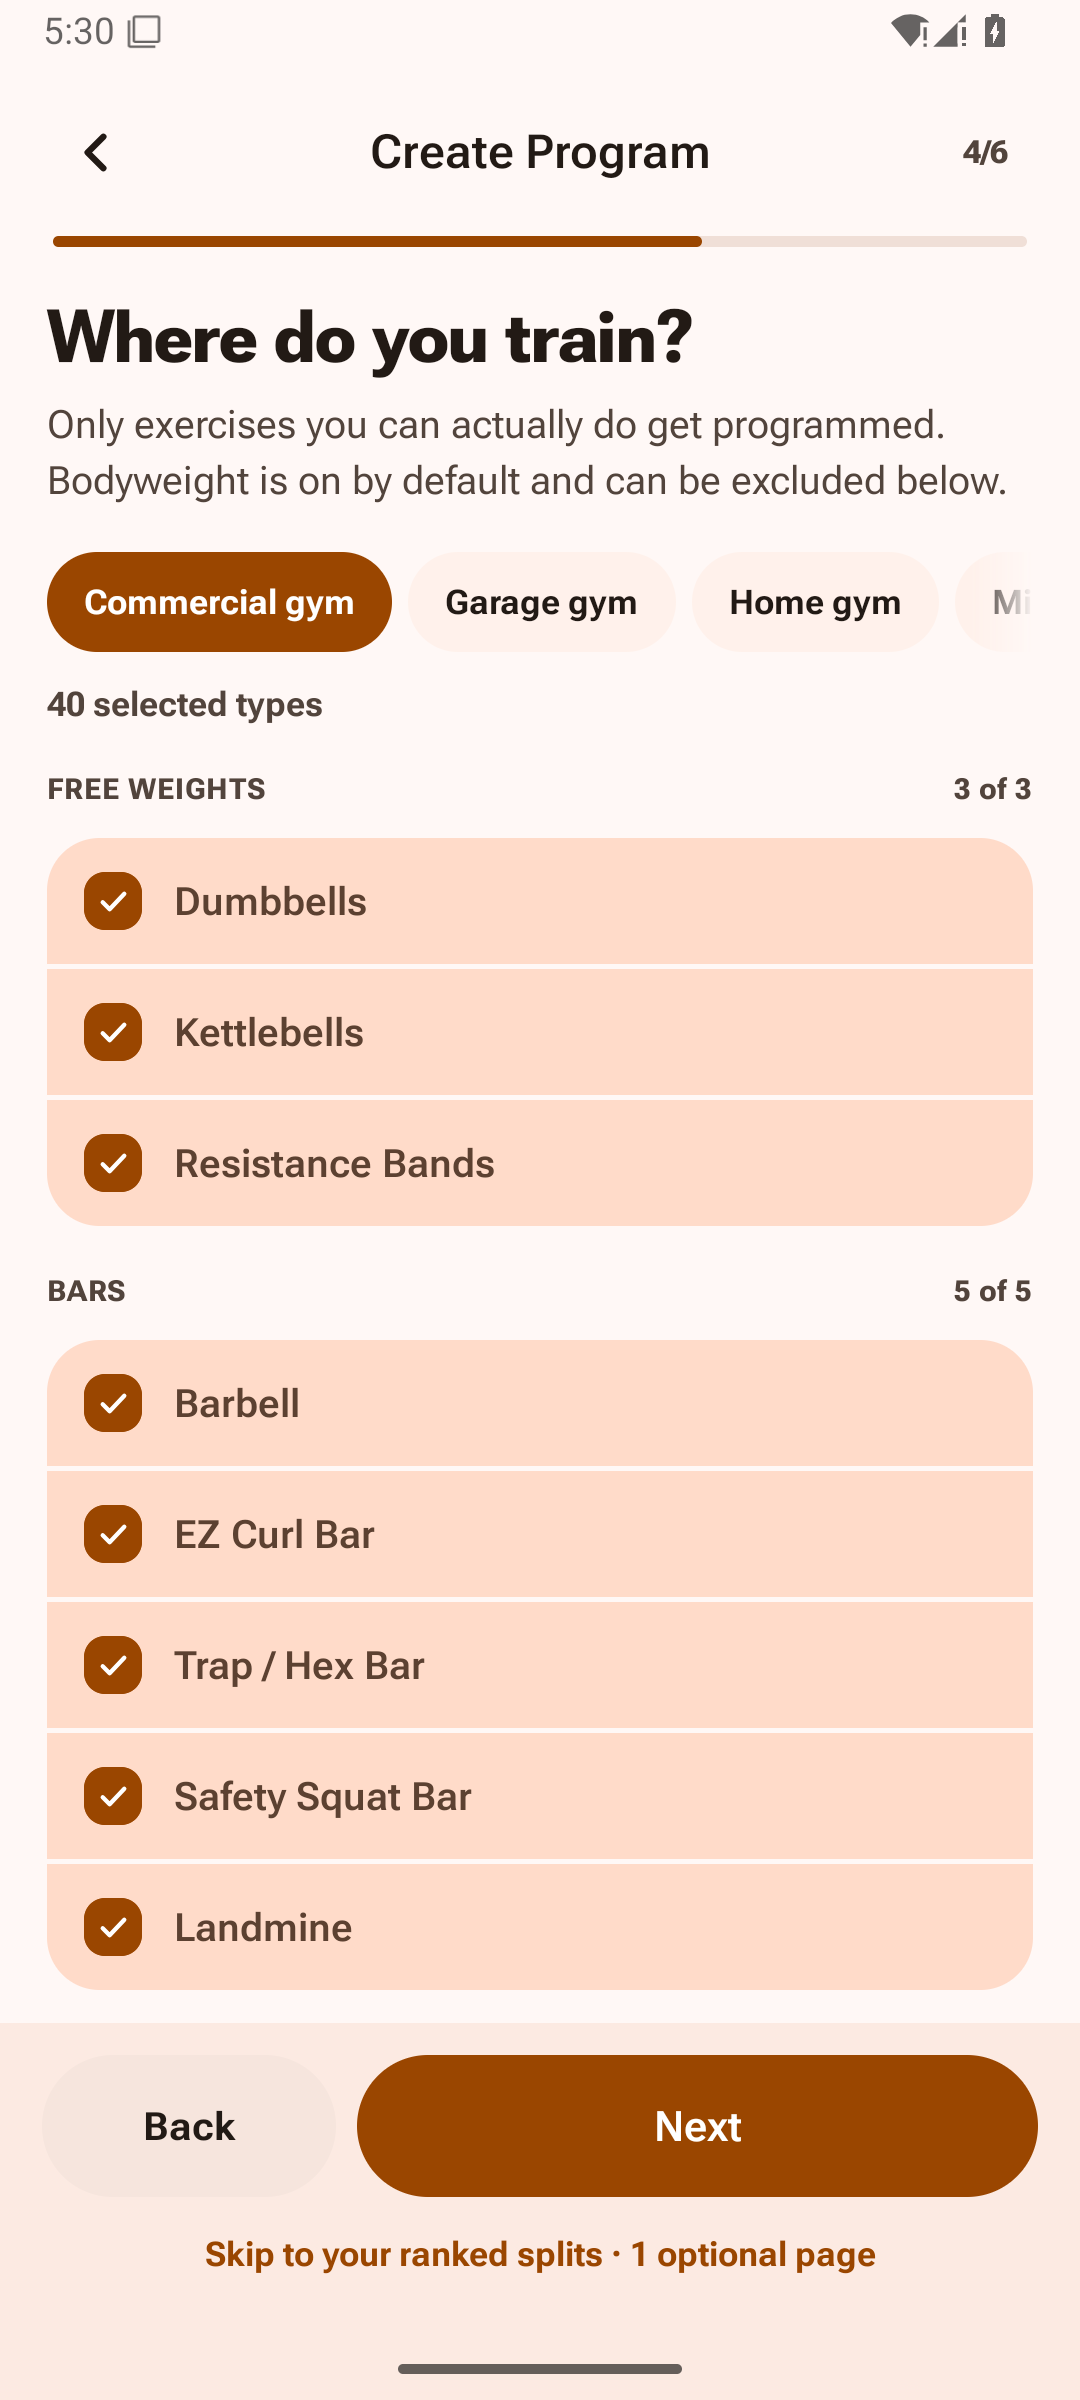 5:30
Create Program
4/6
Where do you train?
Only exercises you can actually do get programmed.
Bodyweight is on by default and can be excluded below.
Commercial gym
Garage gym
Home gym
Mi
40 selected types
FREE WEIGHTS
3 of 3
Dumbbells
Kettlebells
Resistance Bands
BARS
5 of 5
Barbell
EZ Curl Bar
Trap / Hex Bar
Safety Squat Bar
Landmine
Back
Next
Skip to your ranked splits · 1 optional page